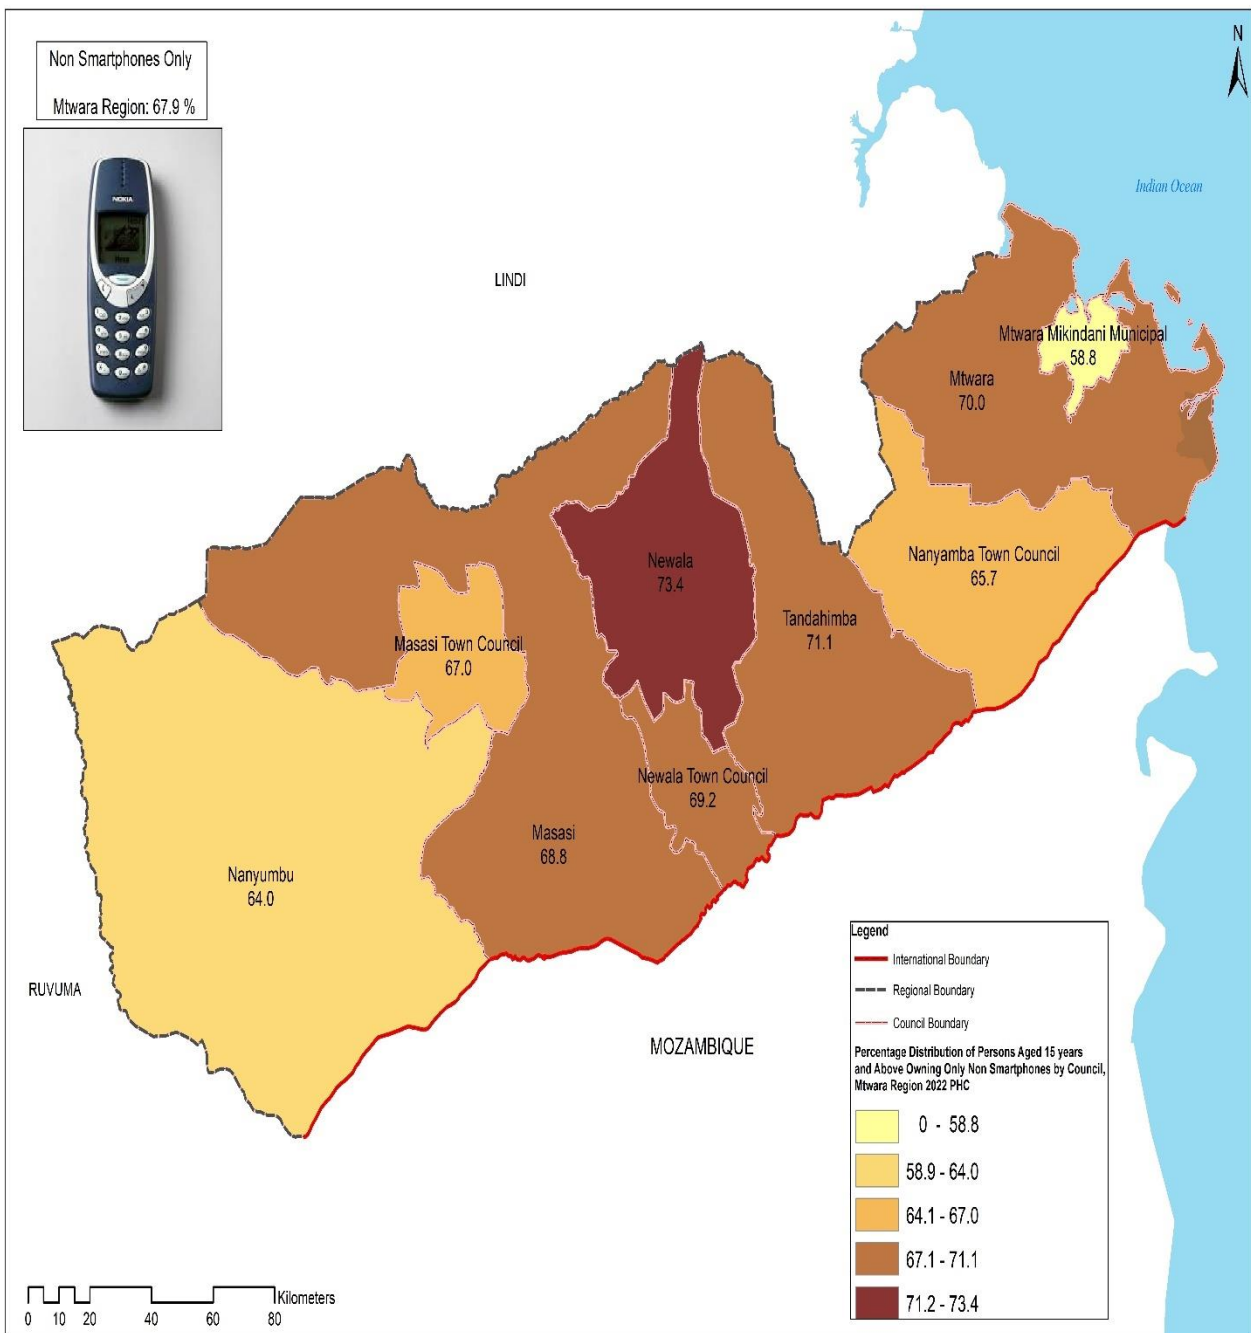 Non Smartphones Only
Mtwara Region: 67.9 %
NOKIA
N
Indian Ocean
LINDI
Mtwara Mikindani Municipal
58.8
Mtwara
70.0
Newala
73.4
Nanyamba Town Council
65.7
Tandahimba
71.1
Masasi Town Council
67.0
Newala Town Council
69.2
Masasi
68.8
Nanyumbu
64.0
RUVUMA
MOZAMBIQUE
Legend
International Boundary
Regional Boundary
Council Boundary
Percentage Distribution of Persons Aged 15 years
and Above Owning Only Non Smartphones by Council,
Mtwara Region 2022 PHC
0 - 58.8
58.9 - 64.0
64.1 - 67.0
67.1 - 71.1
71.2 - 73.4
Kilometers
0 10 20 40 60 80